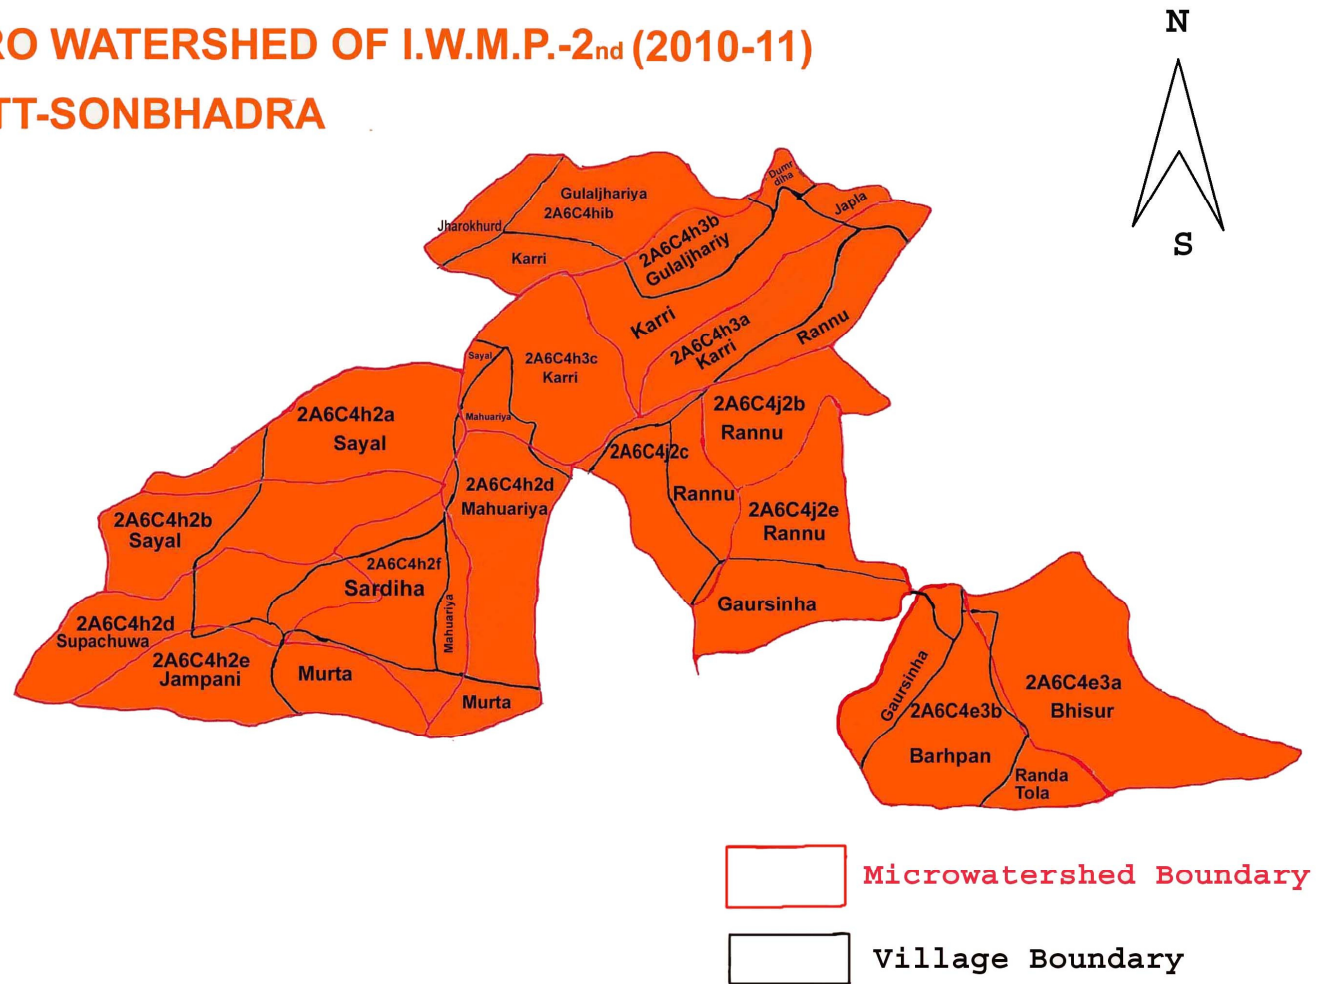 RO WATERSHED OF I.W.M.P.-2nd (2010-11)
TT-SONBHADRA
N
S
Dumr
diha
Japla
Gulaljhariya
2A6C4hib
Jharokhurd
Karri
2A6C4h3b
Gulaljhariy
Karri
2A6C4h3a
Karri
Rannu
Sayal
2A6C4h3c
Karri
Mahuariya
2A6C4h2a
Sayal
2A6C4j2b
Rannu
2A6C4j2c
Rannu
2A6C4h2d
Mahuariya
2A6C4j2e
Rannu
2A6C4h2b
Sayal
2A6C4h2f
Sardiha
Mahuariya
Gaursinha
2A6C4h2d
Supachuwa
2A6C4h2e
Jampani
Murta
Murta
Gaursinha
2A6C4e3b
Barhpan
2A6C4e3a
Bhisur
Randa
Tola
Microwatershed Boundary
Village Boundary